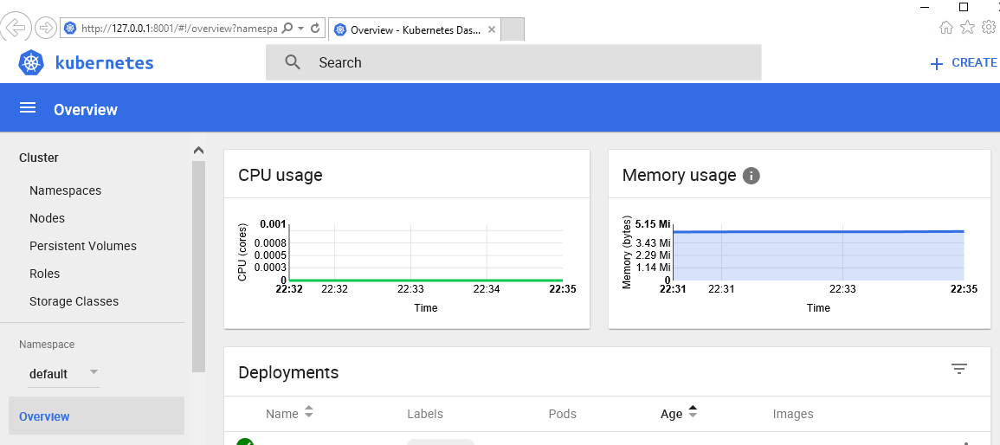 http://127.0.0.1:8001/#!/overview?namespa
Overview - Kubernetes Das...
kubernetes
Search
CREATE
Overview
Cluster
Namespaces
Nodes
Persistent Volumes
Roles
Storage Classes
Namespace
default
Overview
CPU usage
CPU (cores)
0.001
0.0008
0.0005
0.0003
0
22:32 22:32 22:33 22:34 22:35
Time
Memory usage
Memory (bytes)
5.15 Mi
3.43 Mi
2.29 Mi
1.14 Mi
0
22:31 22:31 22:33 22:35
Time
Deployments
Name Labels Pods Age Images